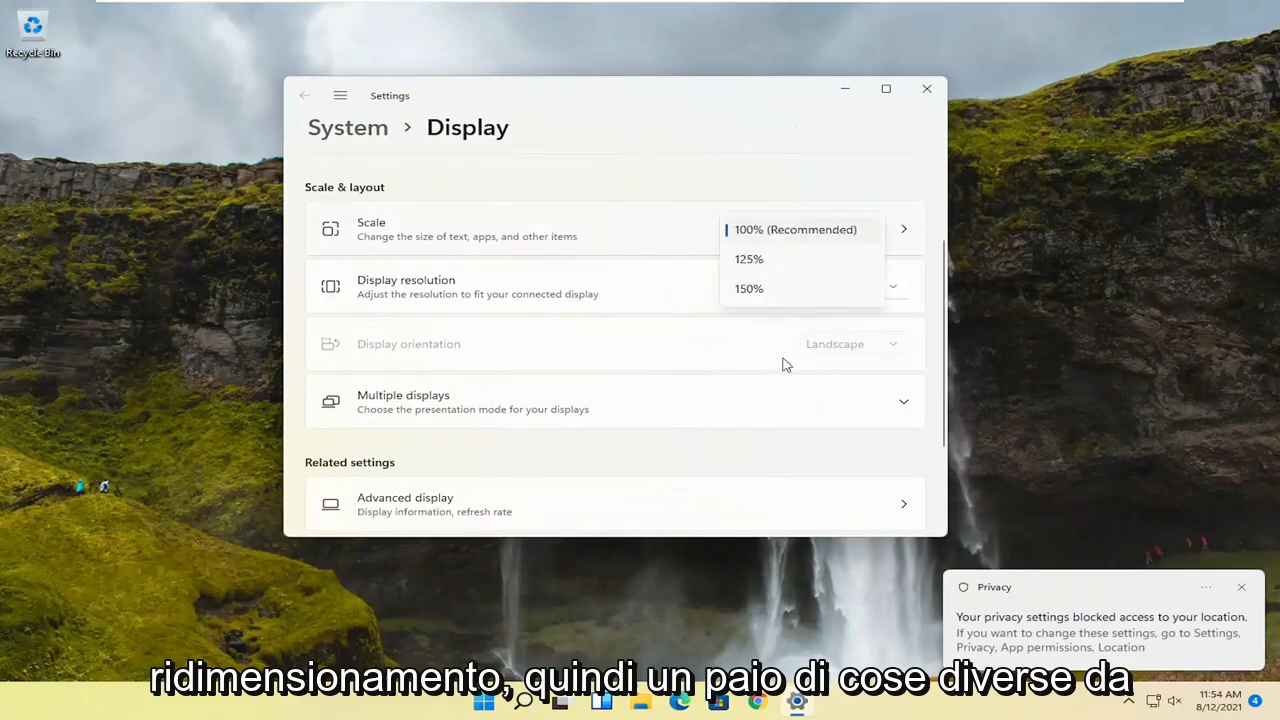 Recycle Bin
Settings
System > Display
Scale & layout
Scale
Change the size of text, apps, and other items
100% (Recommended)
125%
150%
Display resolution
Adjust the resolution to fit your connected display
Display orientation
Landscape
Multiple displays
Choose the presentation mode for your displays
Related settings
Advanced display
Display information, refresh rate
Privacy
Your privacy settings blocked access to your location.
If you want to change these settings, go to Settings,
Privacy, App permissions, Location
ridimensionamento, quindi un paio di cose diverse da
11:54 AM
8/12/2021
4